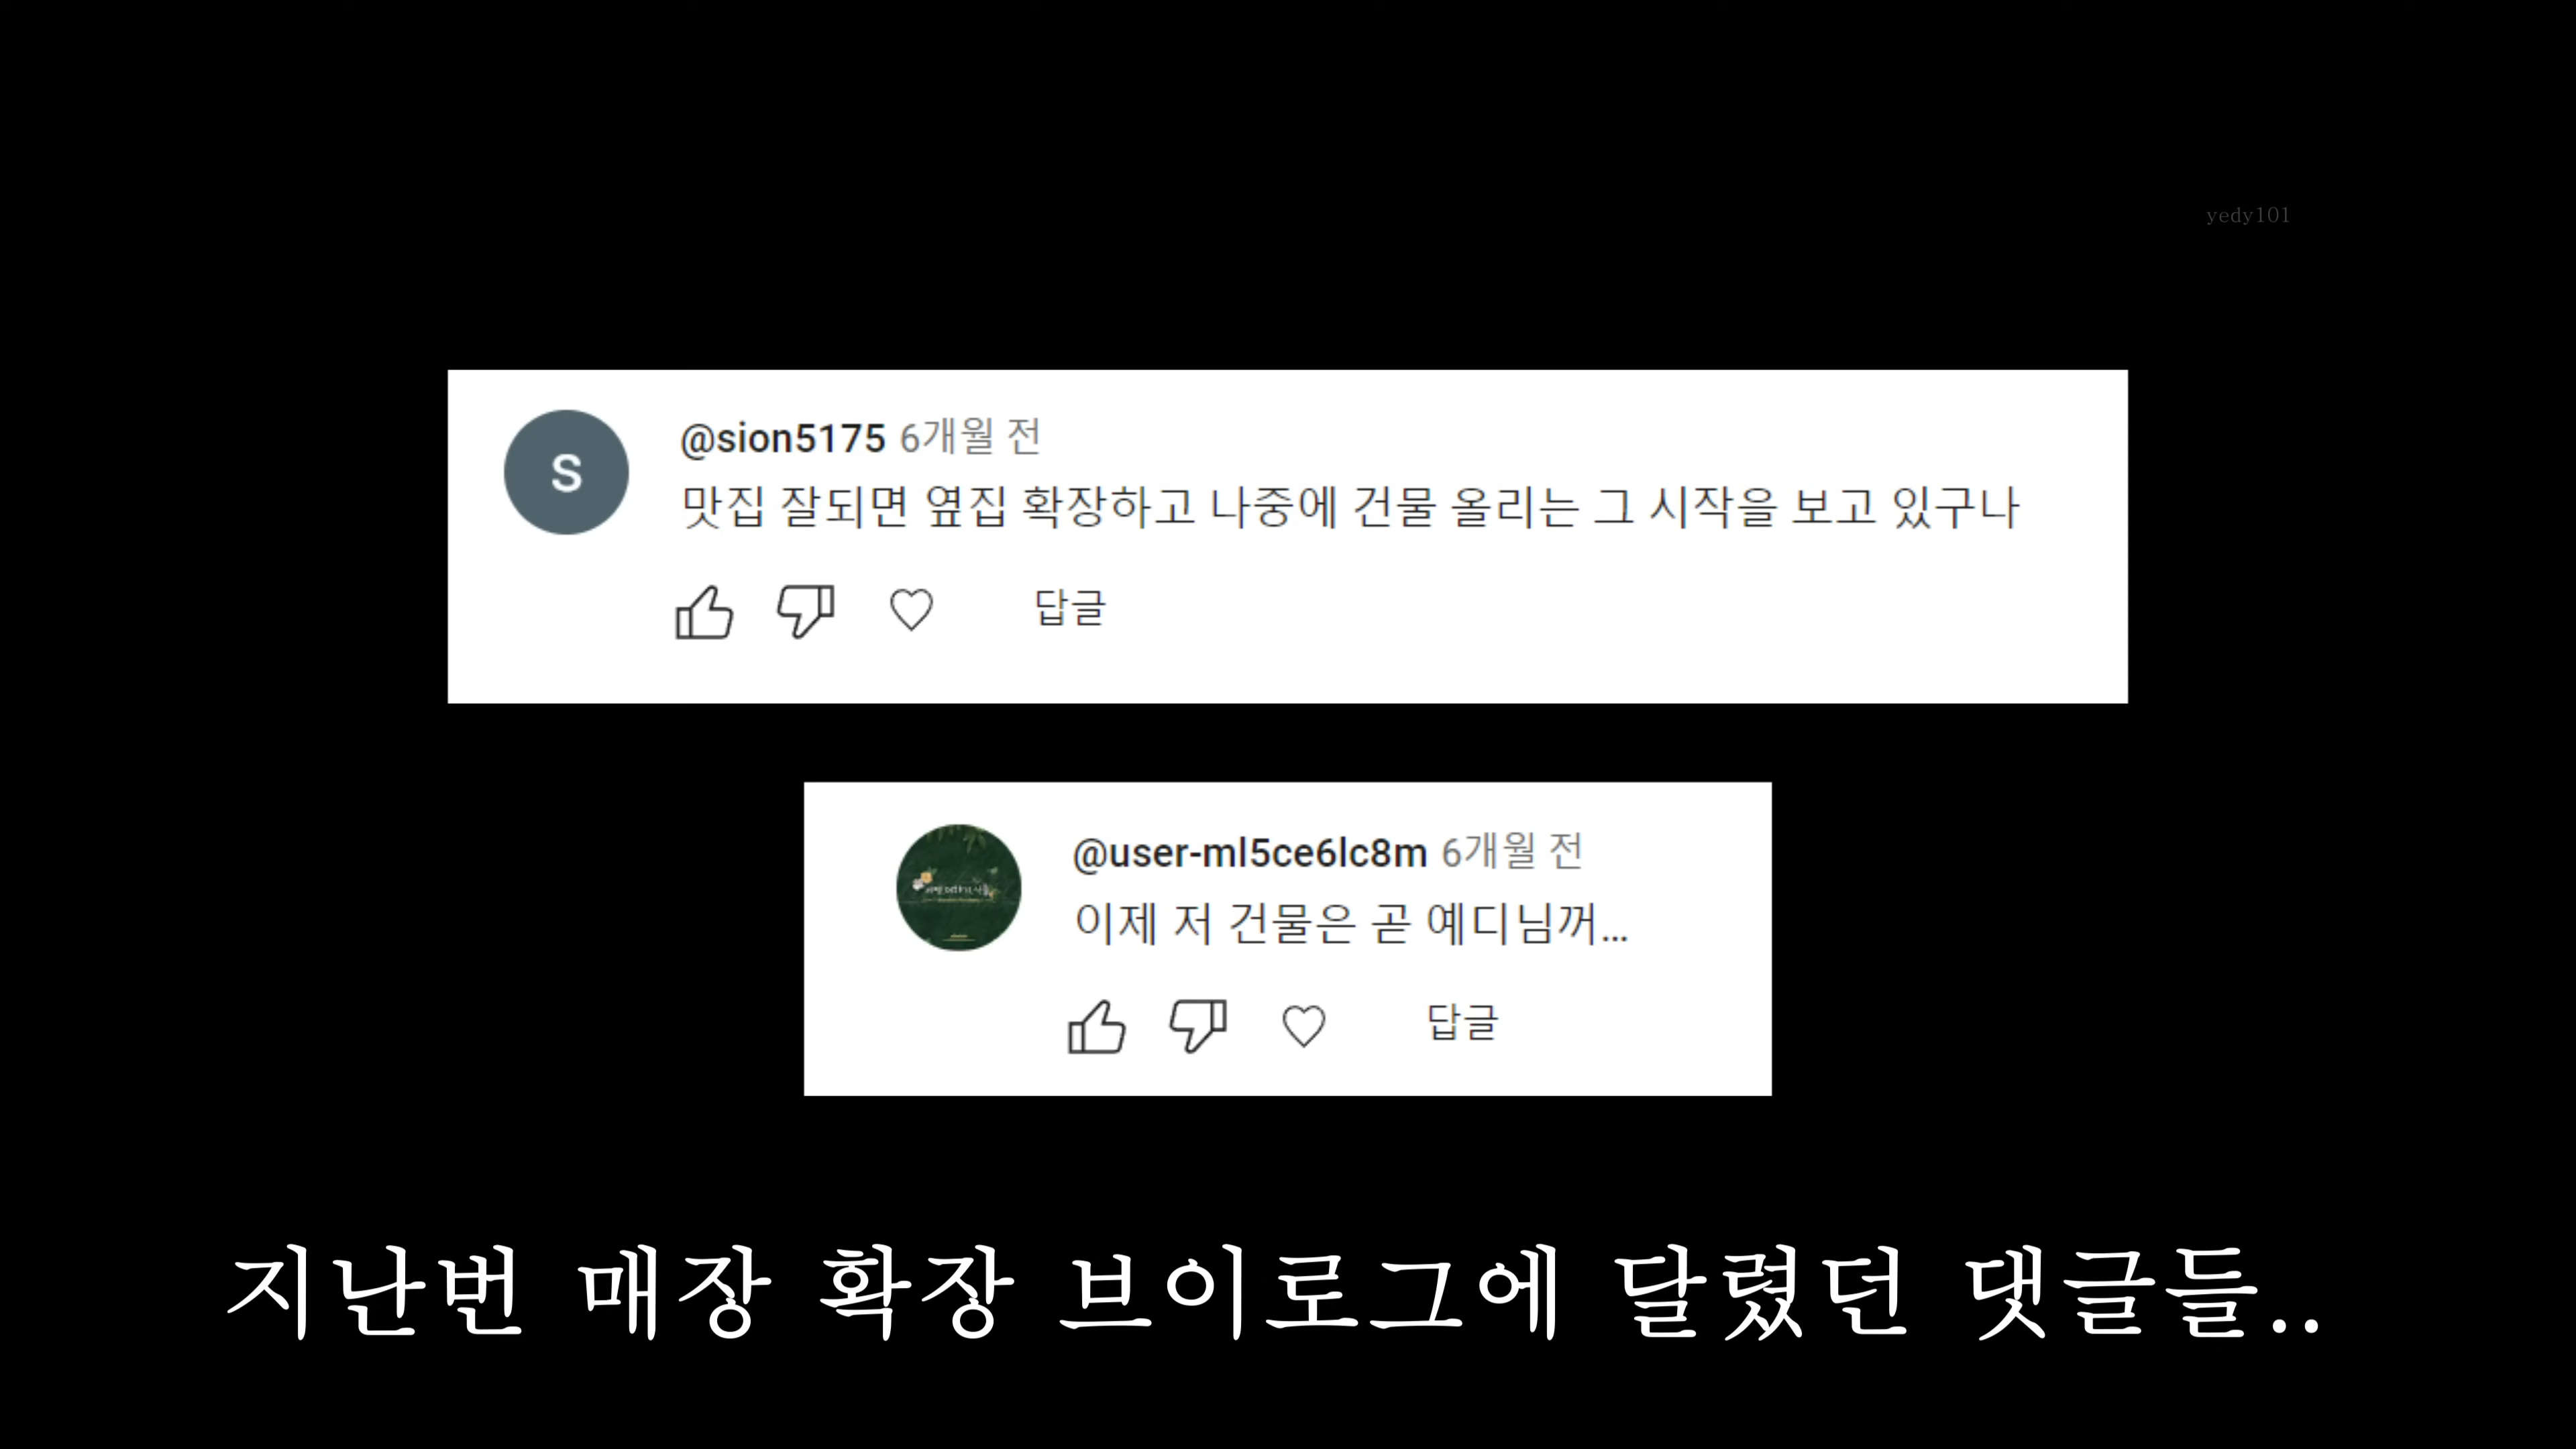 yedy101
S
@sion5175 6개월 전
맛집 잘되면 옆집 확장하고 나중에 건물 올리는 그 시작을 보고 있구나
답글
@user-ml5ce6lc8m 6개월 전
이제 저 건물은 곧 예디님꺼...
답글
지난번 매장 확장 브이로그에 달렸던 댓글들..